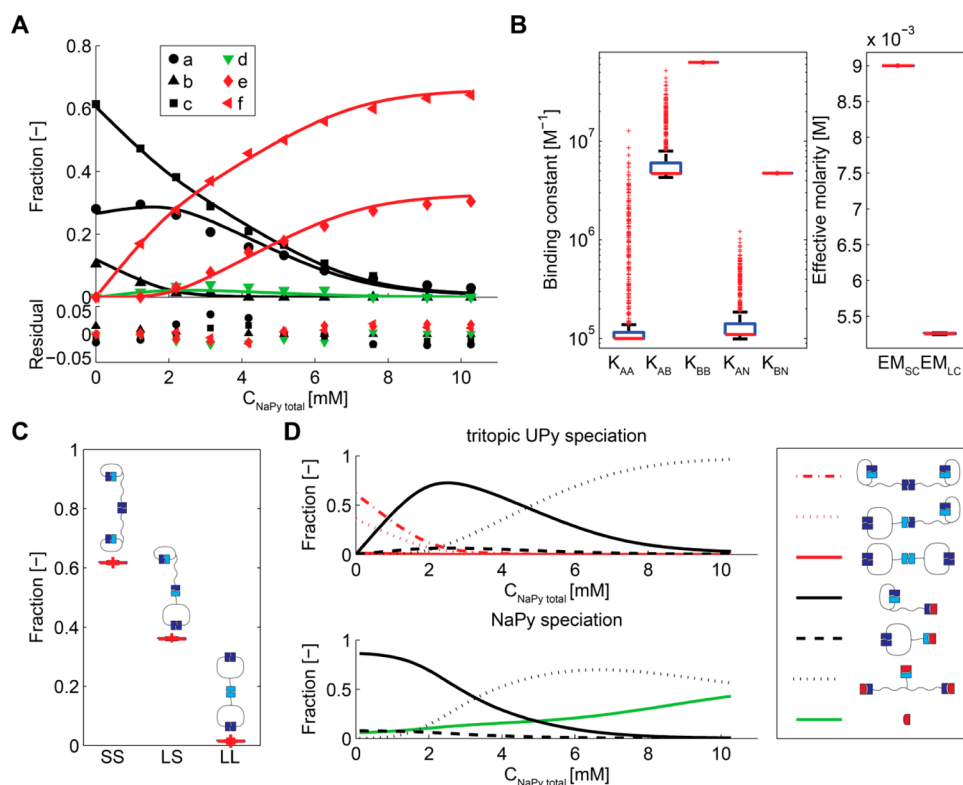 A
0.8
0.6
0.4
0.2
0
Fraction [–]
a
b
c
d
e
f
0.05
0
−0.05
Residual
0 2 4 6 8 10
C NaPy total [mM]
B
Binding constant [M−1]
10^7
10^6
10^5
K AA K AB K BB K AN K BN
Effective molarity [M]
x 10^−3
9
8
7.5
6
5.5
EM SC EM LC
C
Fraction [–]
1
0.8
0.6
0.4
0.2
0
SS LS LL
D
tritopic UPy speciation
Fraction [–]
1
0.5
0
0 2 4 6 8 10
C NaPy total [mM]
NaPy speciation
Fraction [–]
1
0.5
0
0 2 4 6 8 10
C NaPy total [mM]